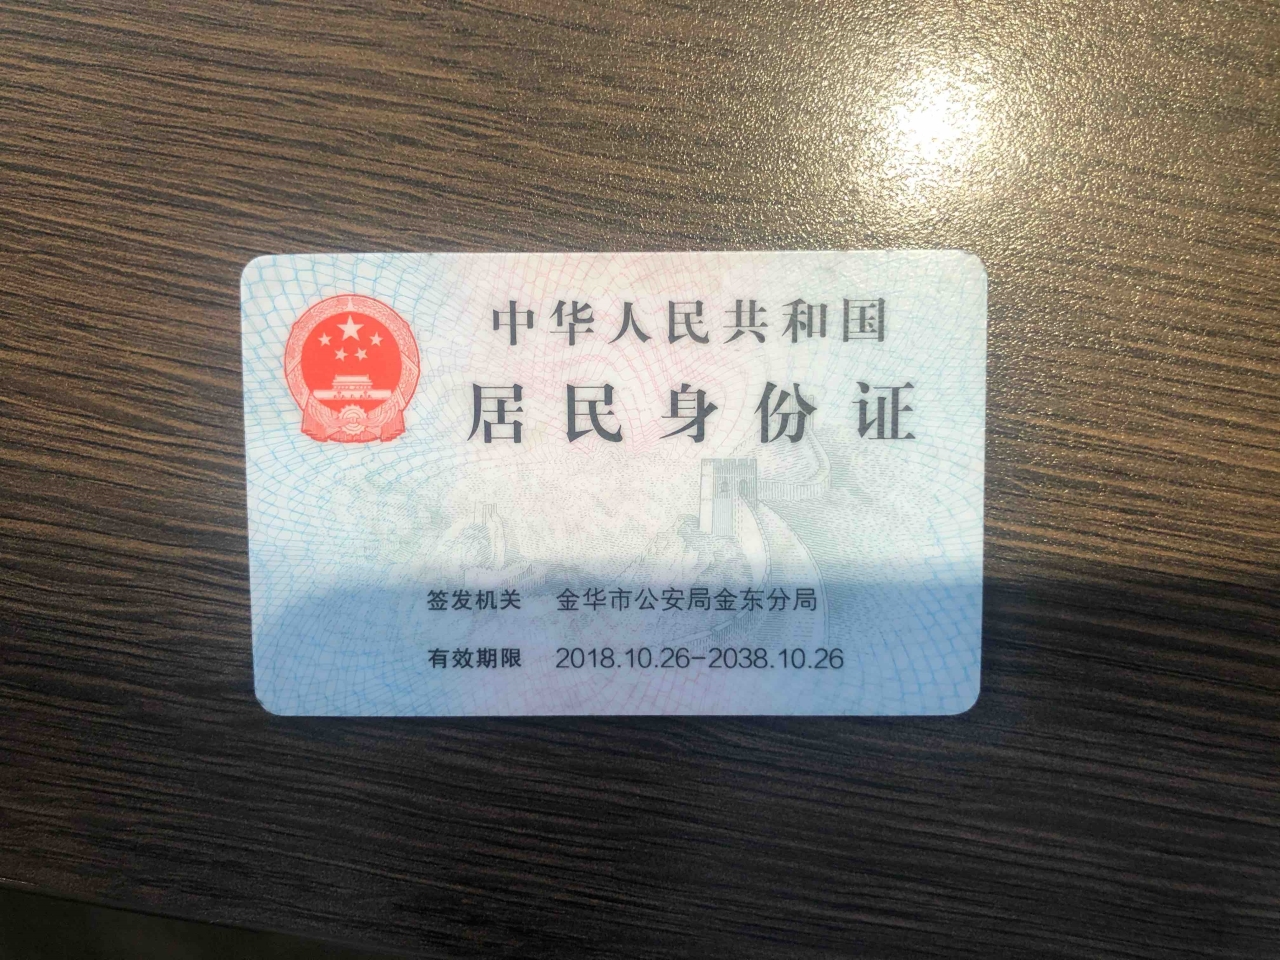 中华人民共和国
居民身份证
签发机关 金华市公安局金东分局
有效期限 2018.10.26-2038.10.26